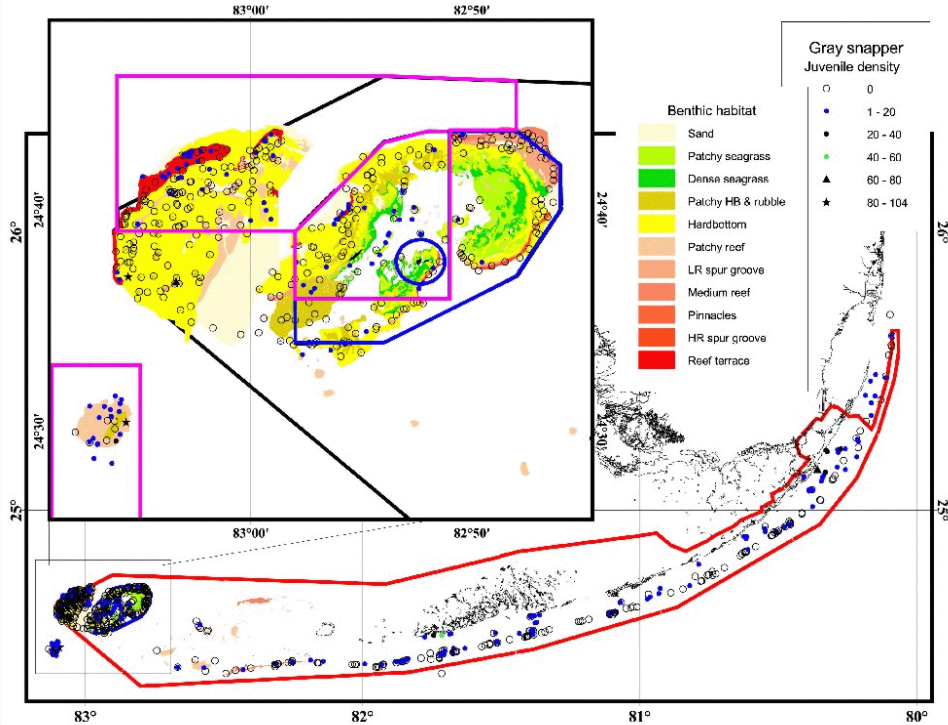 83°00′ 82°50′
Gray snapper
Juvenile density
0
1 - 20
20 - 40
40 - 60
60 - 80
80 - 104
Benthic habitat
Sand
Patchy seagrass
Dense seagrass
Patchy HB & rubble
Hardbottom
Patchy reef
LR spur groove
Medium reef
Pinnacles
HR spur groove
Reef terrace
26° 24°40′ 24°40′ 26°
24°30′ 24°30′
25° 25°
83°00′ 82°50′
83° 82° 81° 80°